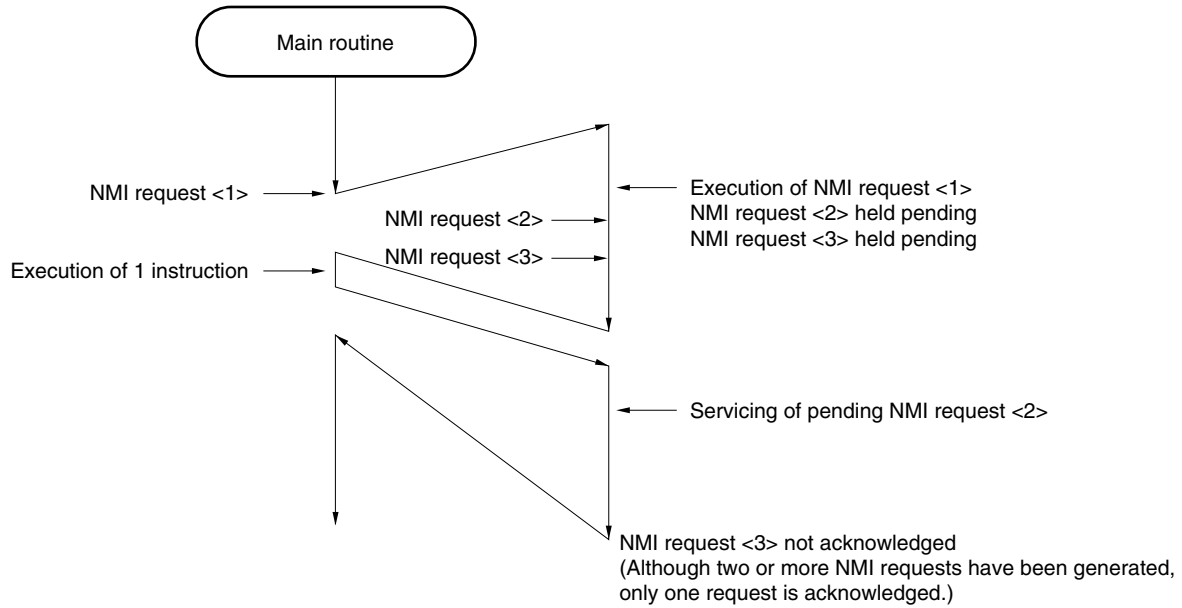 Main routine
NMI request <1>
Execution of NMI request <1>
NMI request <2> held pending
NMI request <3> held pending
NMI request <2>
NMI request <3>
Execution of 1 instruction
Servicing of pending NMI request <2>
NMI request <3> not acknowledged
(Although two or more NMI requests have been generated,
only one request is acknowledged.)